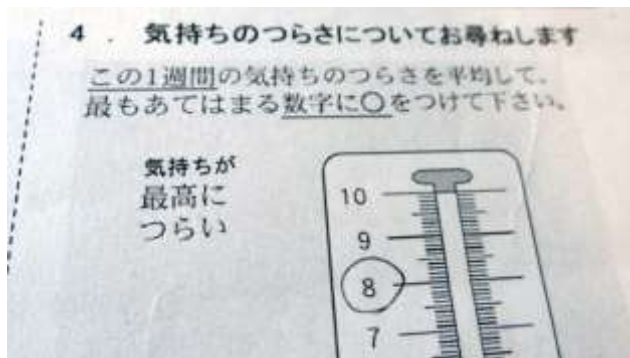 4. 気持ちのつらさについてお尋ねします
この1週間の気持ちのつらさを平均して、
最もあてはまる数字に○をつけて下さい。
気持ちが
最高に
つらい
10
9
8
7